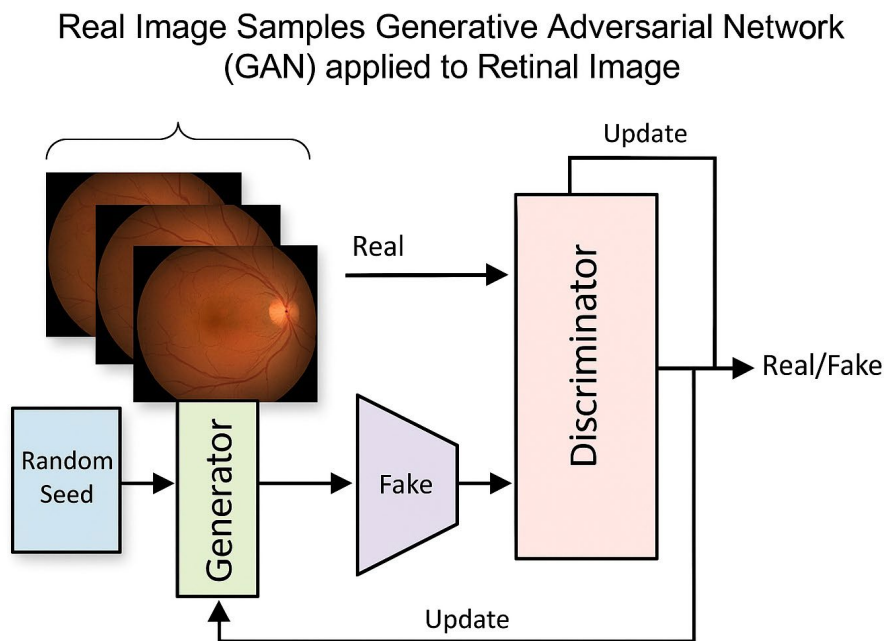 Real Image Samples Generative Adversarial Network
(GAN) applied to Retinal Image
Update
Real
Discriminator
Real/Fake
Random
Seed
Generator
Fake
Update